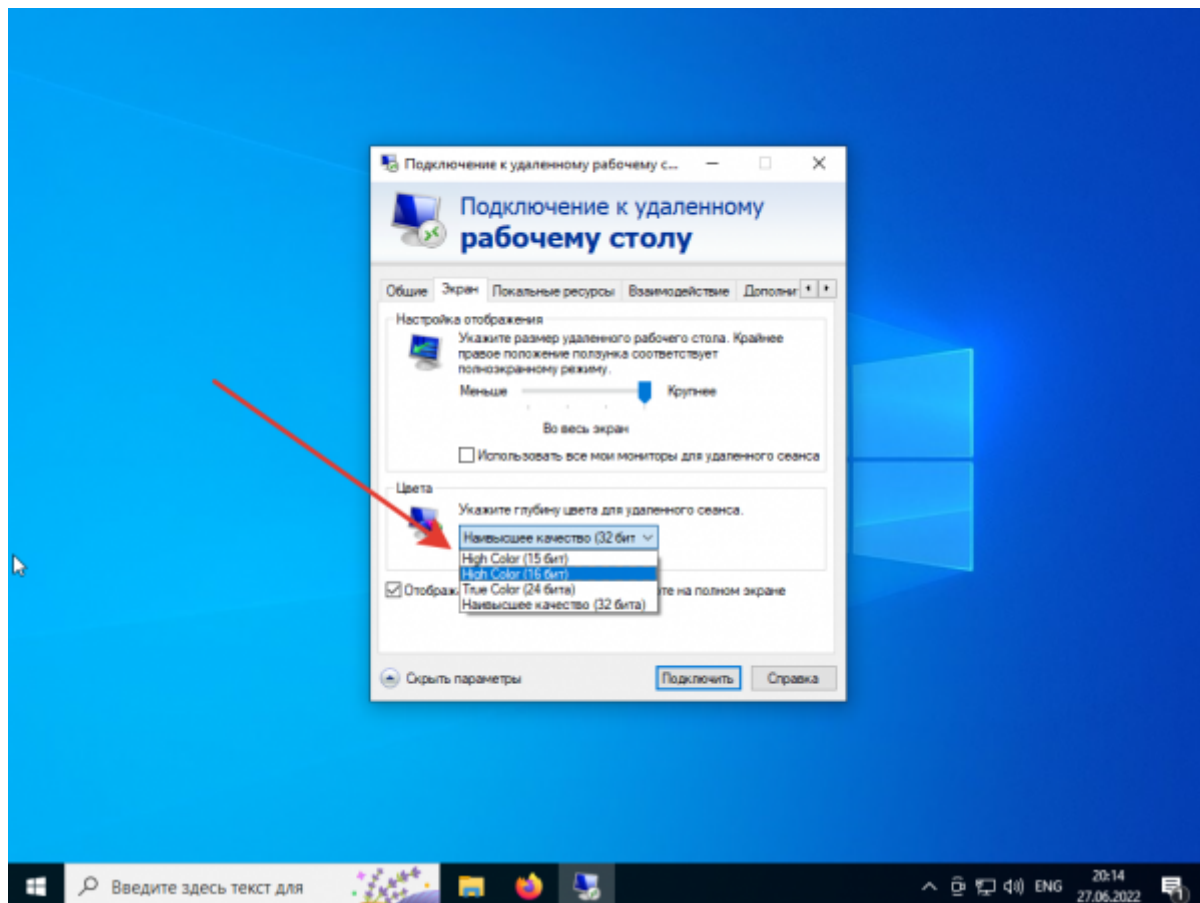 Подключение к удаленному рабочему с...
Подключение к удаленному
рабочему столу
Общие Экран Локальные ресурсы Взаимодействие Дополни
Настройка отображения
Укажите размер удаленного рабочего стола. Крайнее
правое положение ползунка соответствует
полноэкранному режиму.
Меньше Крупнее
Во весь экран
Использовать все мои мониторы для удаленного сеанса
Цвета
Укажите глубину цвета для удаленного сеанса.
Наивысшее качество (32 бит
High Color (15 бит)
High Color (16 бит)
Отображ True Color (24 бита) те на полном экране
Наивысшее качество (32 бита)
Скрыть параметры Подключить Справка
Введите здесь текст для ENG 20:14
27.06.2022 1